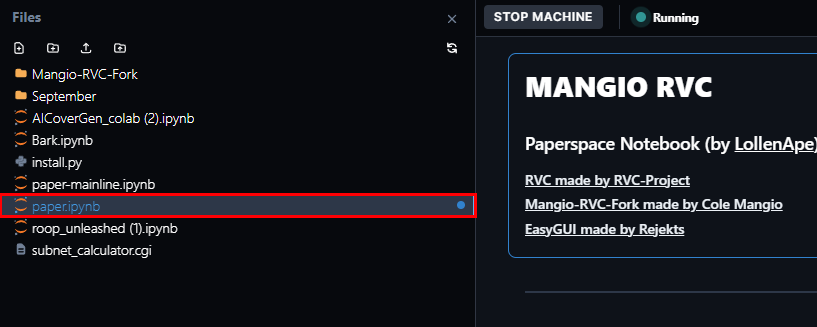 Files
Mangio-RVC-Fork
September
AICoverGen_colab (2).ipynb
Bark.ipynb
install.py
paper-mainline.ipynb
paper.ipynb
roop_unleashed (1).ipynb
subnet_calculator.cgi
STOP MACHINE
Running
MANGIO RVC
Paperspace Notebook (by LollenApe)
RVC made by RVC-Project
Mangio-RVC-Fork made by Cole Mangio
EasyGUI made by Rejekts